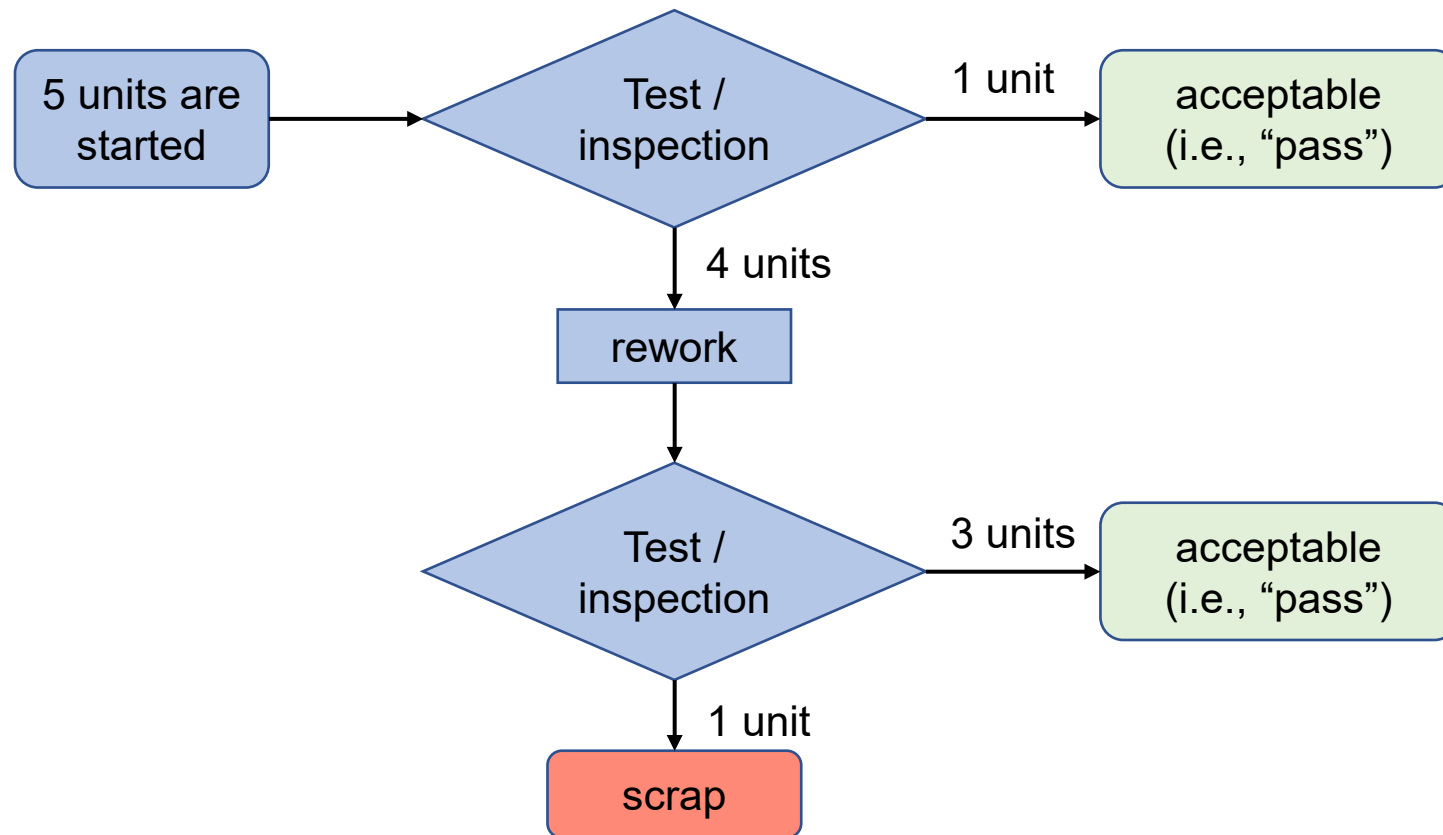 5 units are
started
Test /
inspection
1 unit
acceptable
(i.e., “pass”)
4 units
rework
Test /
inspection
3 units
acceptable
(i.e., “pass”)
1 unit
scrap